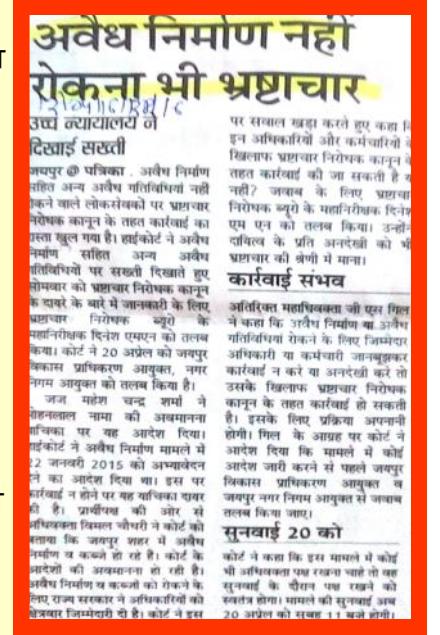 अवैध निर्माण नहीं
रोकना भी भ्रष्टाचार
उच्च न्यायालय ने
दिखाई सख्ती
जयपुर @ पत्रिका . अवैध निर्माण
सहित अन्य अवैध गतिविधियां नहीं
रोकने वाले लोकसेवकों पर भ्रष्टाचार
निरोधक कानून के तहत कार्रवाई का
रास्ता खुल गया है। हाईकोर्ट ने अवैध
निर्माण सहित अन्य अवैध
गतिविधियों पर सख्ती दिखाते हुए
सोमवार को भ्रष्टाचार निरोधक कानून
के दायरे के बारे में जानकारी के लिए
भ्रष्टाचार निरोधक ब्यूरो के
महानिरीक्षक दिनेश एमएन को तलब
किया। कोर्ट ने 20 अप्रेल को जयपुर
विकास प्राधिकरण आयुक्त, नगर
निगम आयुक्त को तलब किया है।
जज महेश चन्द्र शर्मा ने
मोहनलाल नामा की अवमानना
याचिका पर यह आदेश दिया।
हाईकोर्ट ने अवैध निर्माण मामले में
22 जनवरी 2015 को अभ्यावेदन
देने का आदेश दिया था। इस पर
कार्रवाई न होने पर यह याचिका दायर
की है। प्रार्थीपक्ष की ओर से
अधिवक्ता विमल चौधरी ने कोर्ट को
बताया कि जयपुर शहर में अवैध
निर्माण व कब्जे हो रहे हैं। कोर्ट के
आदेशों की अवमानना हो रही है।
अवैध निर्माण व कब्जों को रोकने के
लिए राज्य सरकार ने अधिकारियों को
क्षेत्रवार जिम्मेदारी दी है। कोर्ट ने इस
पर सवाल खड़ा करते हुए कहा कि
इन अधिकारियों और कर्मचारियों के
खिलाफ भ्रष्टाचार निरोधक कानून के
तहत कार्रवाई की जा सकती है या
नहीं? जवाब के लिए भ्रष्टाचार
निरोधक ब्यूरो के महानिरीक्षक दिनेश
एम एन को तलब किया। उन्होंने
दायित्व के प्रति अनदेखी को भी
भ्रष्टाचार की श्रेणी में माना।
कार्रवाई संभव
अतिरिक्त महाधिवक्ता जी एस गिल
ने कहा कि अवैध निर्माण या अवैध
गतिविधियां रोकने के लिए जिम्मेदार
अधिकारी या कर्मचारी जानबूझकर
कार्रवाई न करे या अनदेखी करे तो
उसके खिलाफ भ्रष्टाचार निरोधक
कानून के तहत कार्रवाई हो सकती
है। इसके लिए प्रक्रिया अपनानी
होगी। गिल के आग्रह पर कोर्ट ने
आदेश दिया कि मामले में कोई
आदेश जारी करने से पहले जयपुर
विकास प्राधिकरण आयुक्त व
जयपुर नगर निगम आयुक्त से जवाब
तलब किया जाए।
सुनवाई 20 को
कोर्ट ने कहा कि इस मामले में कोई
भी अधिवक्ता पक्ष रखना चाहे तो वह
सुनवाई के दौरान पक्ष रखने को
स्वतंत्र होगा। मामले की सुनवाई अब
20 अप्रेल को सुबह 11 बजे होगी।